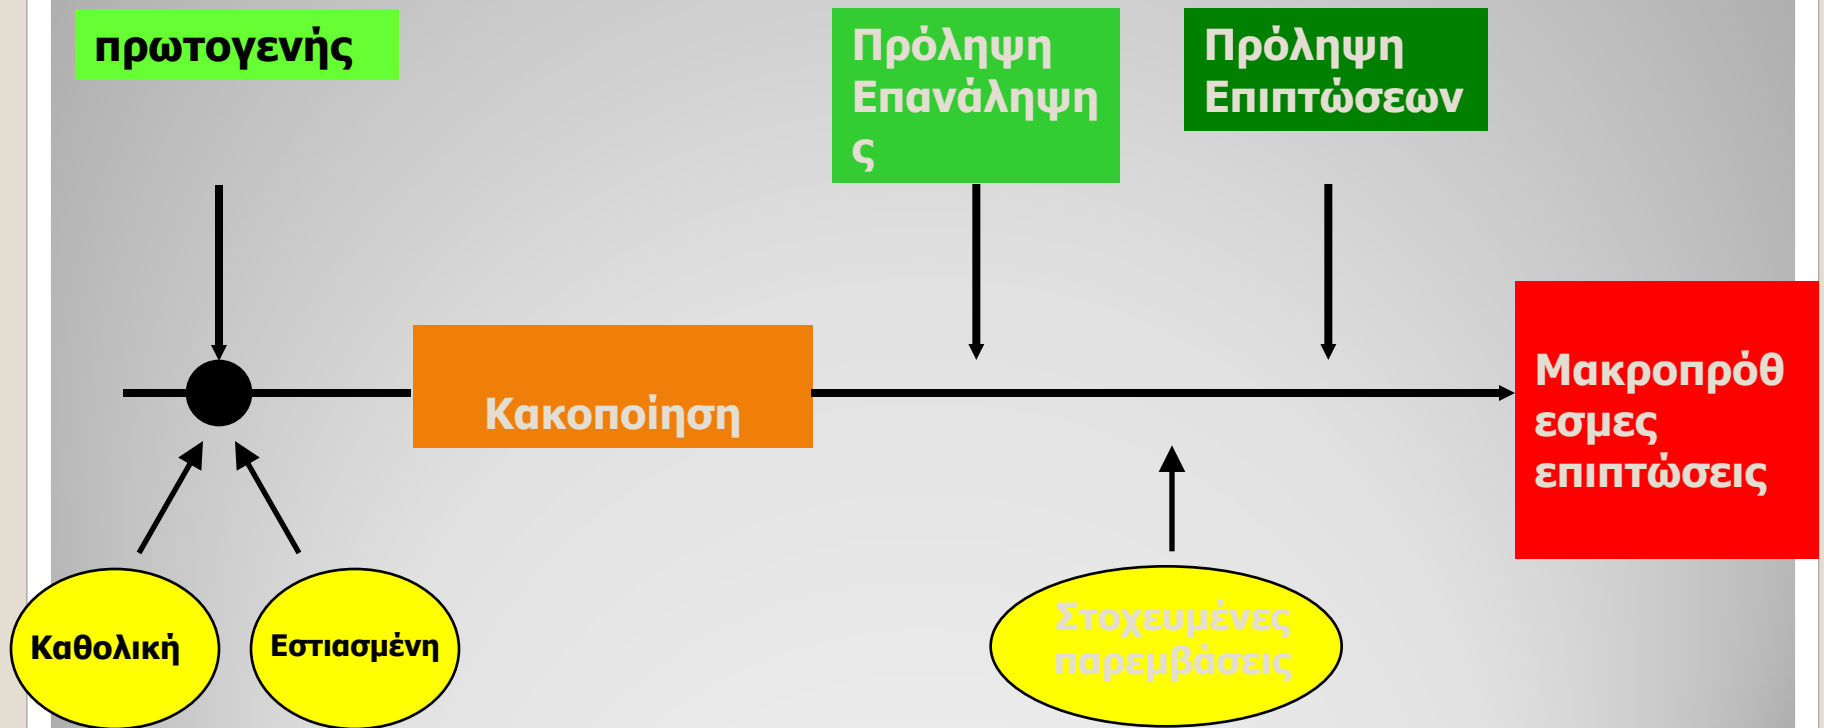 πρωτογενής
Πρόληψη
Επανάληψη
ς
Πρόληψη
Επιπτώσεων
Κακοποίηση
Μακροπρόθ
εσμες
επιπτώσεις
Καθολική
Εστιασμένη
Στοχευμένες
παρεμβάσεις